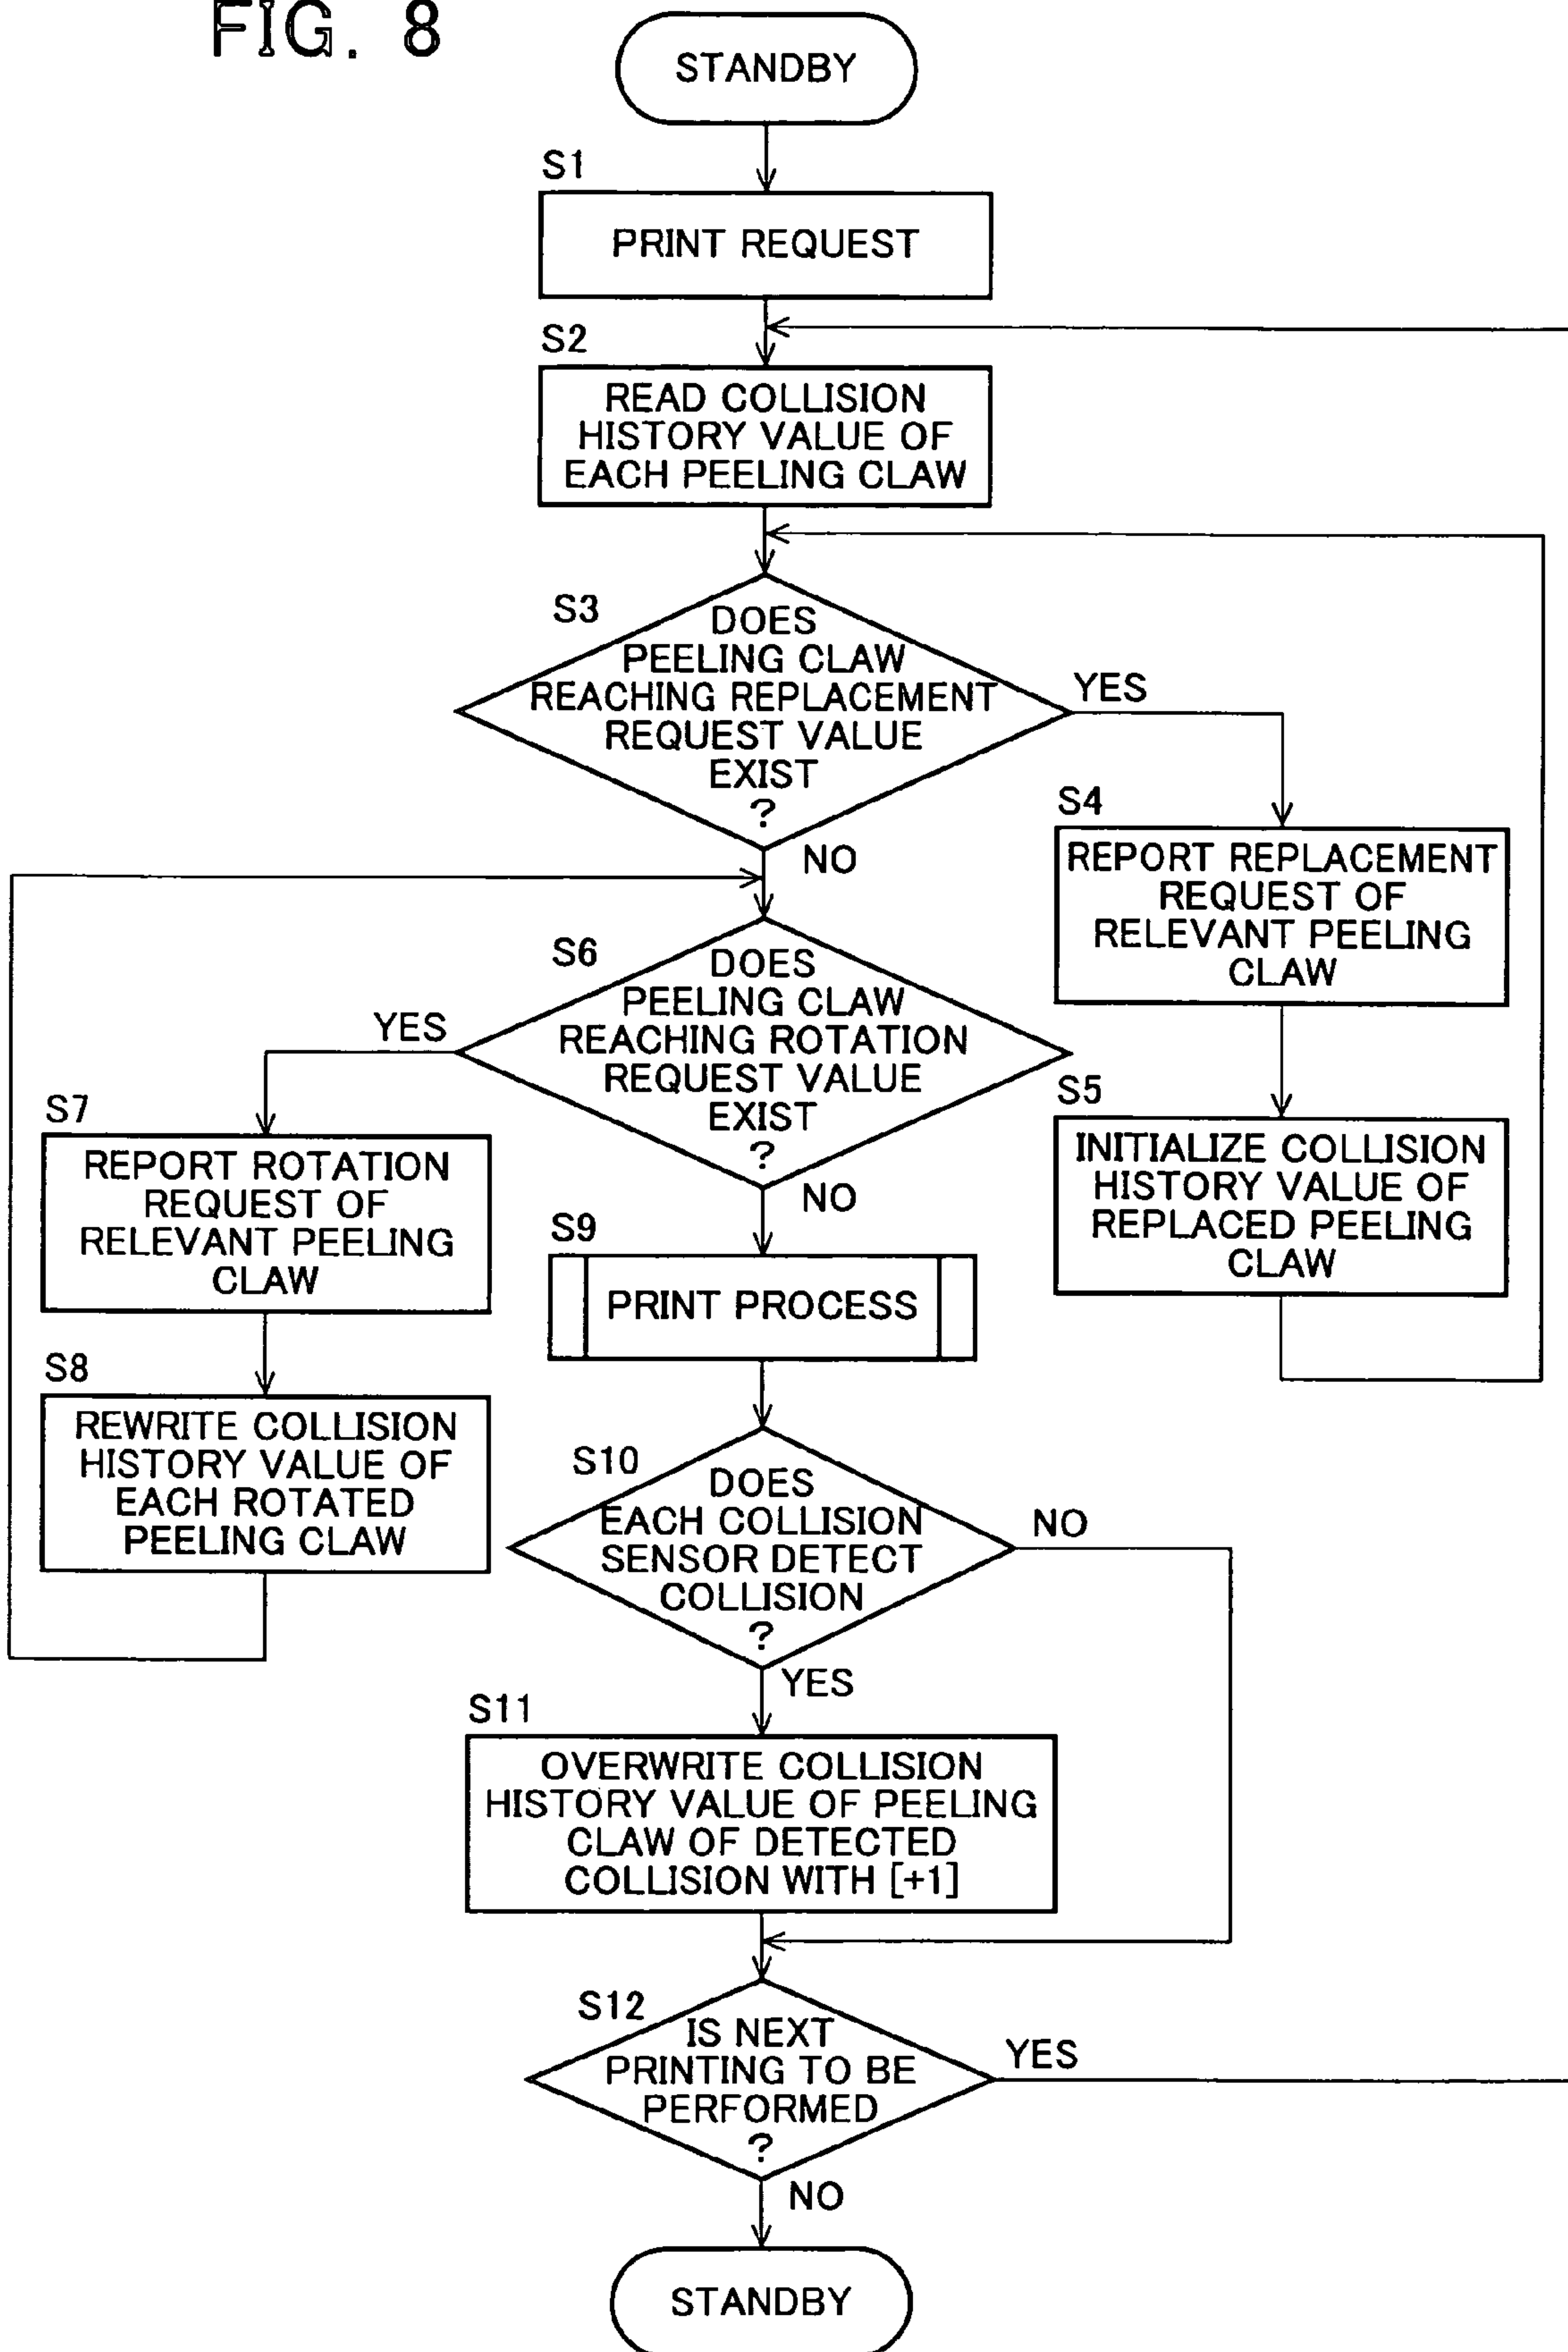 FIG. 8
STANDBY
S1
PRINT REQUEST
S2
READ COLLISION
HISTORY VALUE OF
EACH PEELING CLAW
S3
DOES
PEELING CLAW
REACHING REPLACEMENT
REQUEST VALUE
EXIST
?
YES
NO
S4
REPORT REPLACEMENT
REQUEST OF
RELEVANT PEELING
CLAW
S5
INITIALIZE COLLISION
HISTORY VALUE OF
REPLACED PEELING
CLAW
S6
DOES
PEELING CLAW
REACHING ROTATION
REQUEST VALUE
EXIST
?
YES
NO
S7
REPORT ROTATION
REQUEST OF
RELEVANT PEELING
CLAW
S8
REWRITE COLLISION
HISTORY VALUE OF
EACH ROTATED
PEELING CLAW
S9
PRINT PROCESS
S10
DOES
EACH COLLISION
SENSOR DETECT
COLLISION
?
NO
YES
S11
OVERWRITE COLLISION
HISTORY VALUE OF PEELING
CLAW OF DETECTED
COLLISION WITH [+1]
S12
IS NEXT
PRINTING TO BE
PERFORMED
?
YES
NO
STANDBY